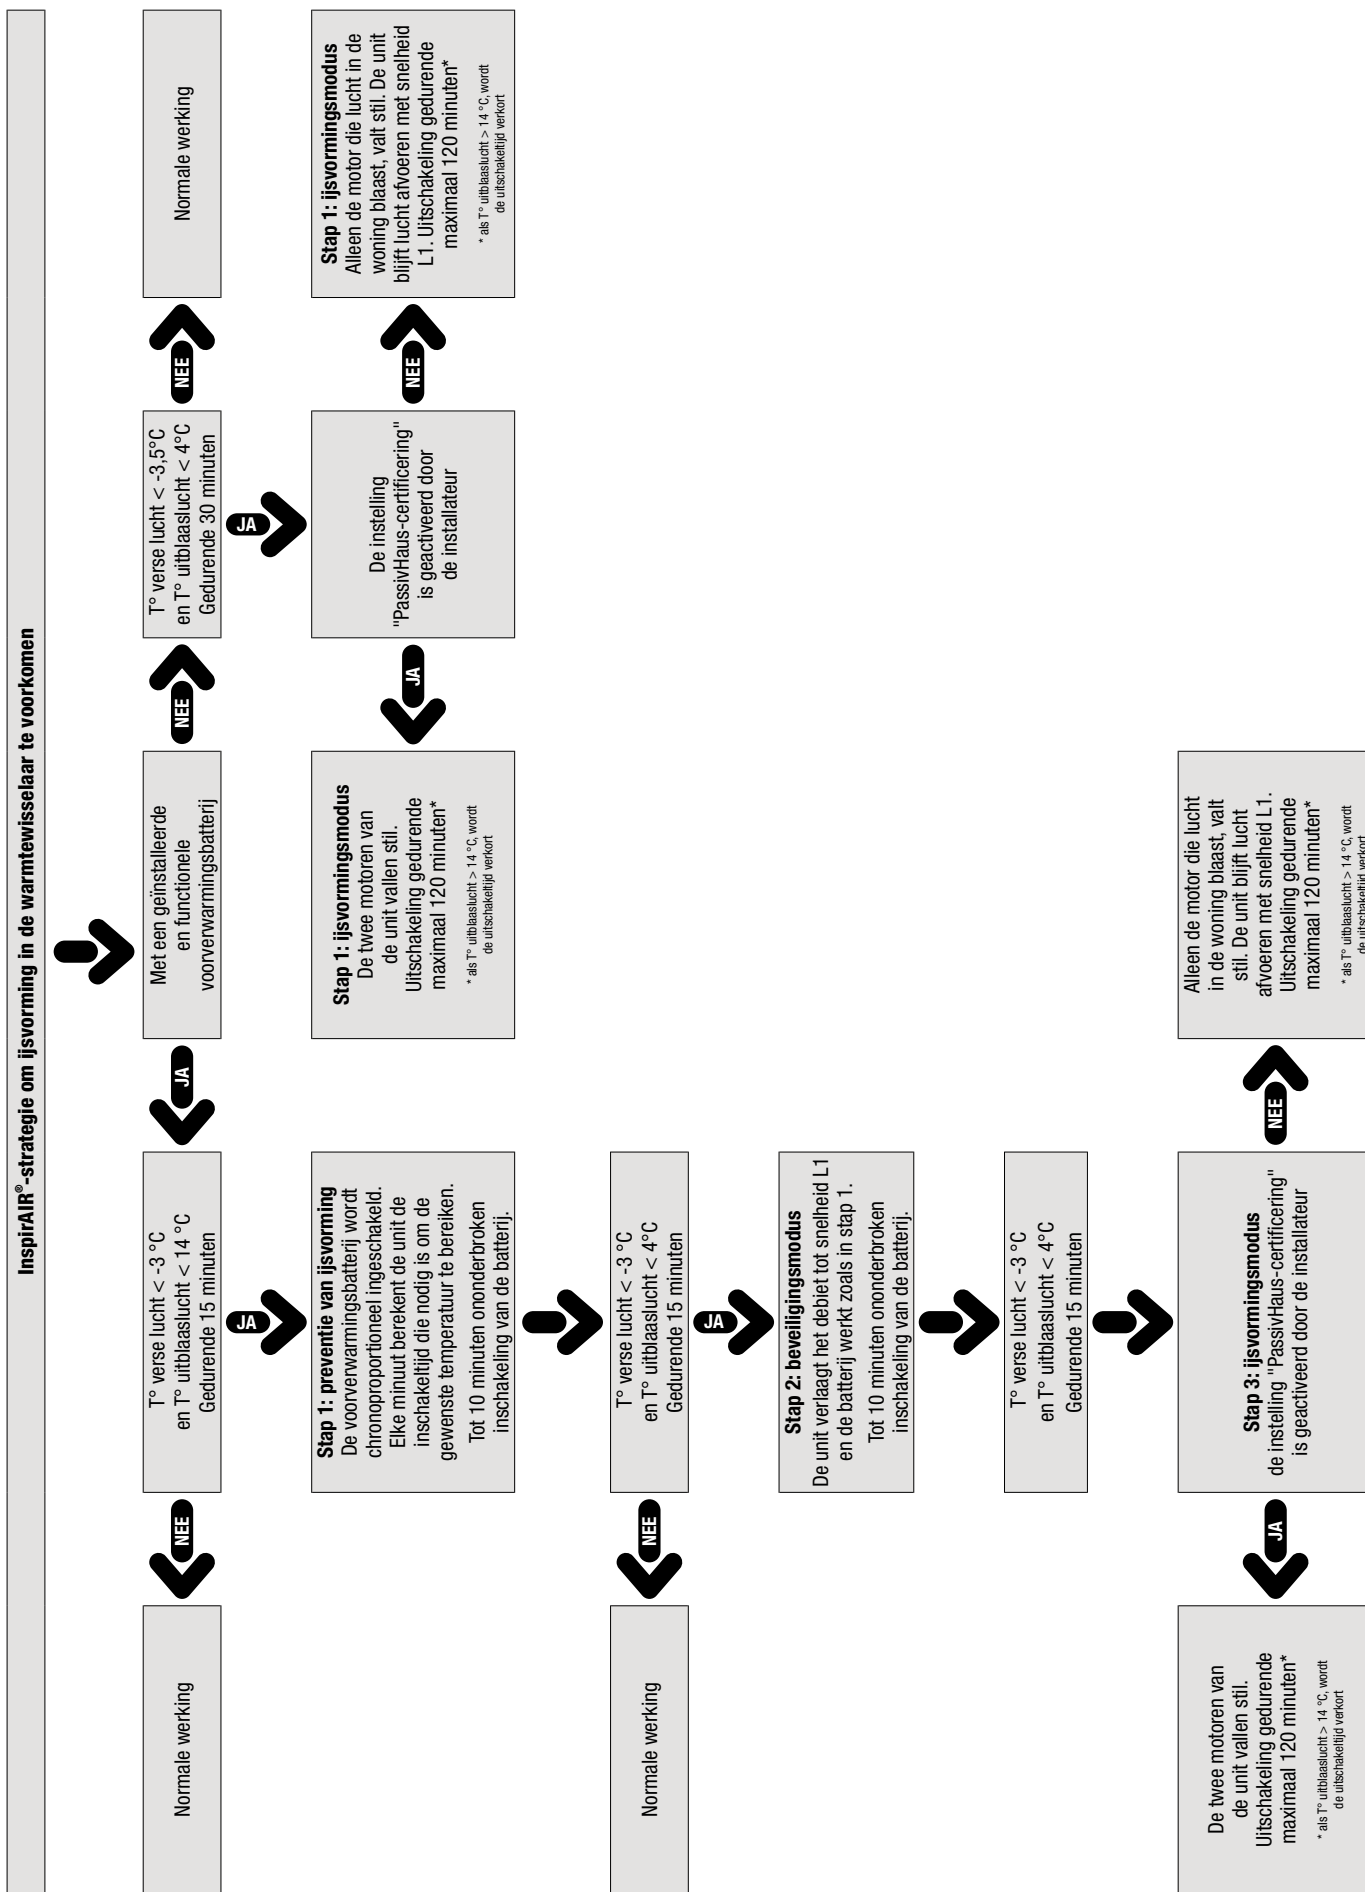 InspirAIR®-strategie om ijsvorming in de warmtewisselaar te voorkomen
Met een geïnstalleerde
en functionele
voorverwarmingsbatterij
JA
NEE
T° verse lucht < -3 °C
en T° uitblaaslucht < 14 °C
Gedurende 15 minuten
NEE
Normale werking
JA
T° verse lucht < -3,5°C
en T° uitblaaslucht < 4°C
Gedurende 30 minuten
NEE
Normale werking
JA
Stap 1: preventie van ijsvorming
De voorverwarmingsbatterij wordt
chronoproportioneel ingeschakeld.
Elke minuut berekent de unit de
inschakeltijd die nodig is om de
gewenste temperatuur te bereiken.
Tot 10 minuten ononderbroken
inschakeling van de batterij.
Stap 1: ijsvormingsmodus
De twee motoren van
de unit vallen stil.
Uitschakeling gedurende
maximaal 120 minuten*
* als T° uitblaaslucht > 14 °C, wordt
de uitschakeltijd verkort
JA
De instelling
"PassivHaus-certificering"
is geactiveerd door
de installateur
NEE
Stap 1: ijsvormingsmodus
Alleen de motor die lucht in de
woning blaast, valt stil. De unit
blijft lucht afvoeren met snelheid
L1. Uitschakeling gedurende
maximaal 120 minuten*
* als T° uitblaaslucht > 14 °C, wordt
de uitschakeltijd verkort
Normale werking
NEE
T° verse lucht < -3 °C
en T° uitblaaslucht < 4°C
Gedurende 15 minuten
JA
Stap 2: beveiligingsmodus
De unit verlaagt het debiet tot snelheid L1
en de batterij werkt zoals in stap 1.
Tot 10 minuten ononderbroken
inschakeling van de batterij.
T° verse lucht < -3 °C
en T° uitblaaslucht < 4°C
Gedurende 15 minuten
De twee motoren van
de unit vallen stil.
Uitschakeling gedurende
maximaal 120 minuten*
* als T° uitblaaslucht > 14 °C, wordt
de uitschakeltijd verkort
JA
Stap 3: ijsvormingsmodus
de instelling "PassivHaus-certificering"
is geactiveerd door de installateur
NEE
Alleen de motor die lucht
in de woning blaast, valt
stil. De unit blijft lucht
afvoeren met snelheid L1.
Uitschakeling gedurende
maximaal 120 minuten*
* als T° uitblaaslucht > 14 °C, wordt
de uitschakeltijd verkort